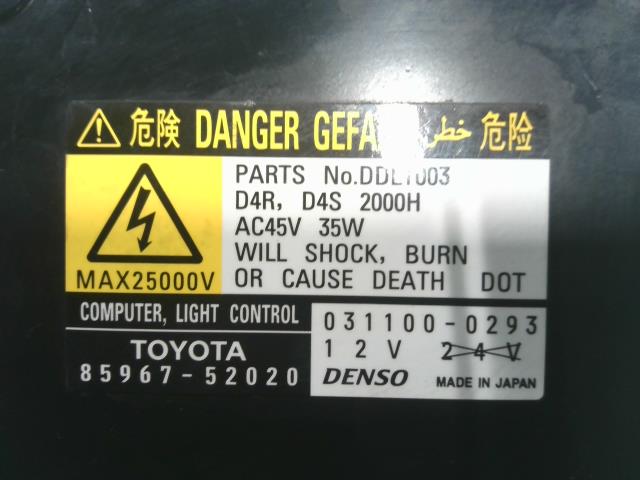 危険 DANGER خطر 危险
PARTS No.DDLT003
D4R, D4S 2000H
AC45V 35W
WILL SHOCK, BURN
OR CAUSE DEATH DOT
MAX25000V
COMPUTER, LIGHT CONTROL
TOYOTA
85967-52020
031100-0293
12V 24V
DENSO MADE IN JAPAN